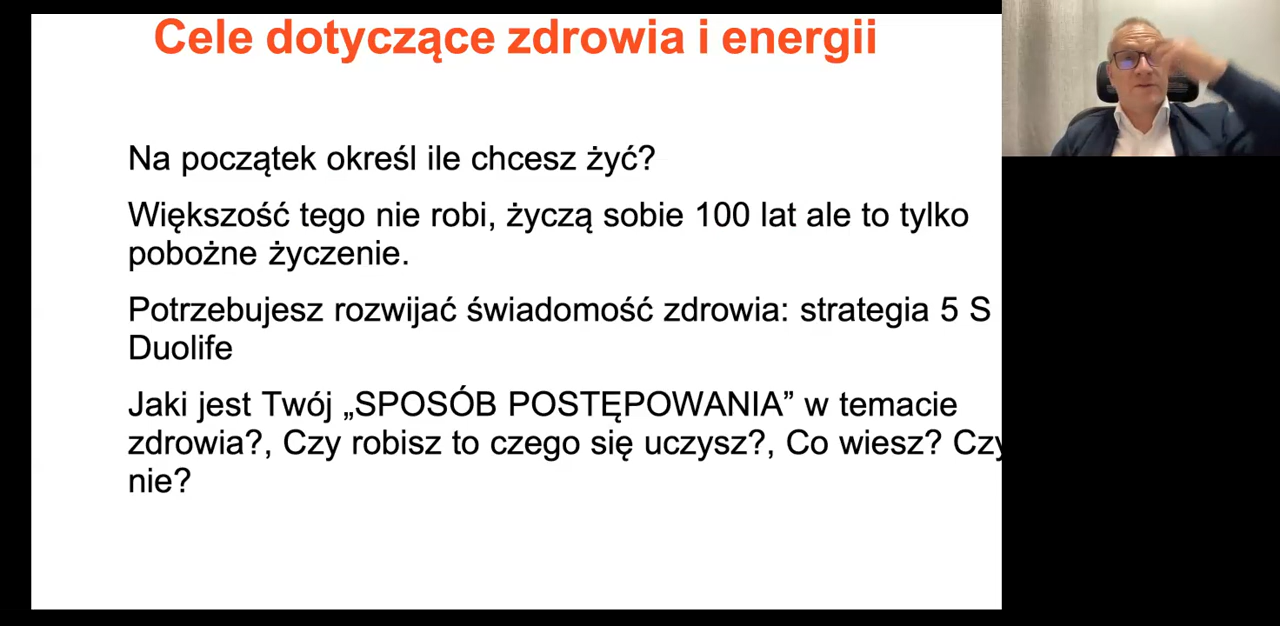 Cele dotyczące zdrowia i energii
Na początek określ ile chcesz żyć?
Większość tego nie robi, życzą sobie 100 lat ale to tylko
pobożne życzenie.
Potrzebujesz rozwijać świadomość zdrowia: strategia 5 S
Duolife
Jaki jest Twój „SPOSÓB POSTĘPOWANIA” w temacie
zdrowia?, Czy robisz to czego się uczysz?, Co wiesz? Czy
nie?